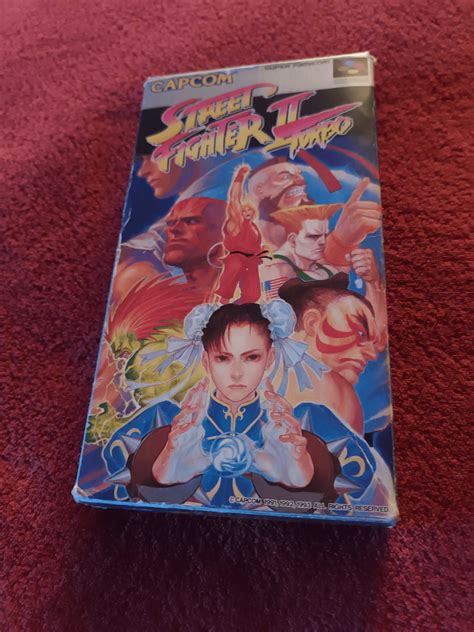 SUPER FAMICOM
CAPCOM
STREET
FIGHTER II
TURBO
© CAPCOM 1991, 1992, 1993 ALL RIGHTS RESERVED.